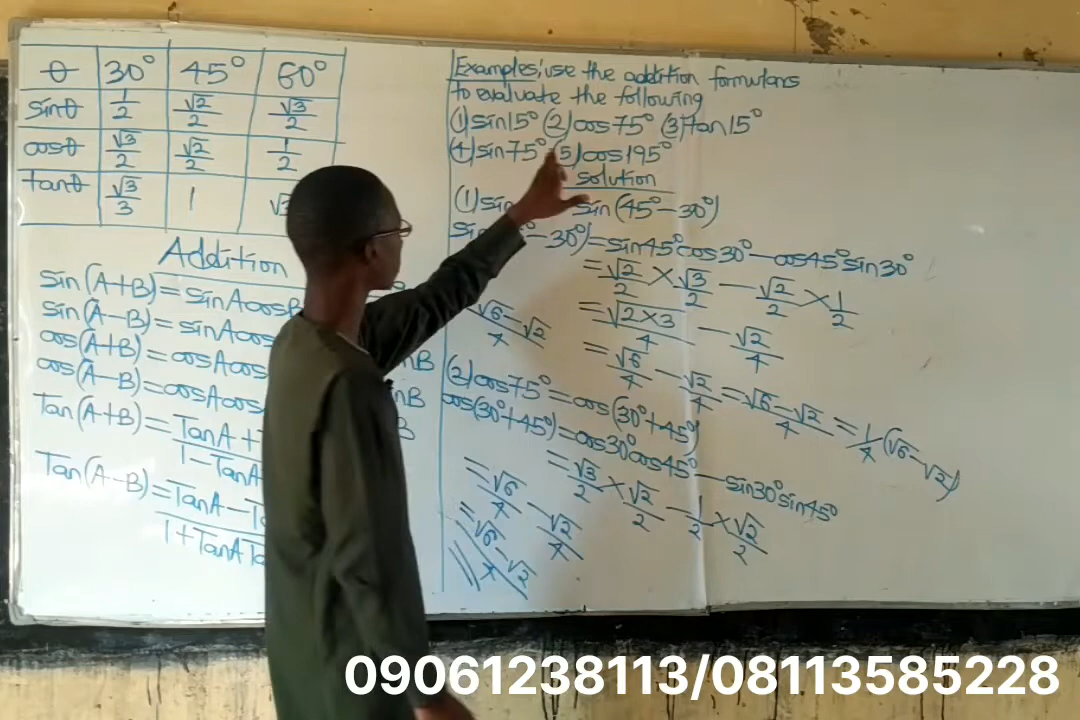 θ 30° 45° 60°
sinθ 1/2 √2/2 √3/2
cosθ √3/2 √2/2 1/2
tanθ √3/3 1 √3
Addition
sin(A+B)=sinAcosB
sin(A-B)=sinAcos
cos(A+B)=cosAcos inB
cos(A-B)=cosAcos inB
Tan(A+B)=TanA+ / 1-TanA B
Tan(A-B)=TanA-T / 1+TanATa
Examples; use the addition formulars
to evaluate the following
(1) sin15° (2) cos75° (3) tan15°
(4) sin75° (5) cos195°
solution
(1) sin sin(45°-30°)
sin ° - 30°)=sin45°cos30°-cos45°sin30°
=√2/2 × √3/2 - √2/2 × 1/2
=√(2×3)/4 - √2/4
=√6/4 - √2/4 = (√6-√2)/4 = 1/4(√6-√2)
(√6-√2)/4
(2) cos75°=cos(30°+45°)
cos(30°+45°)=cos30°cos45°-sin30°sin45°
=√3/2 × √2/2 - 1/2 × √2/2
=√6/4 - √2/4
=(√6-√2)/4
09061238113/08113585228